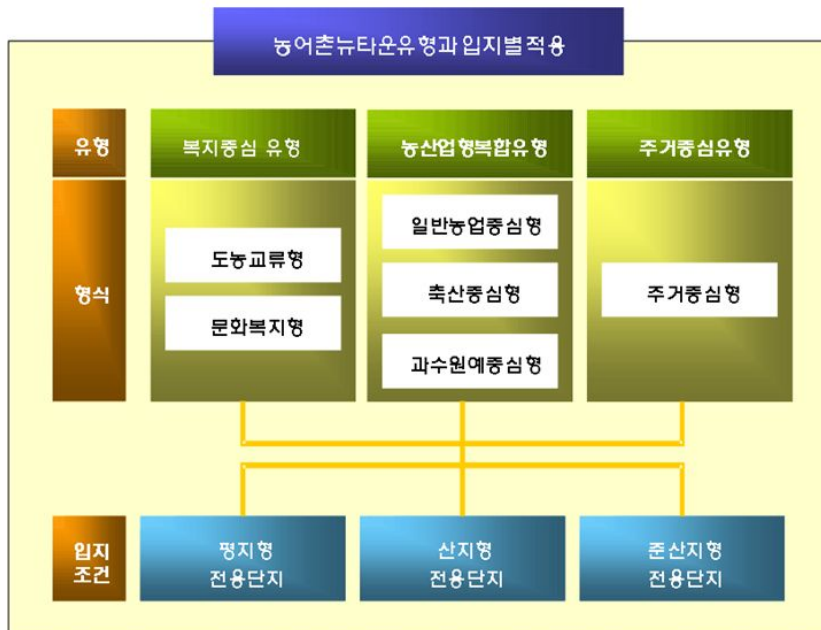 농어촌뉴타운유형과입지별적용
유형
복지중심 유형
농산업형복합유형
주거중심유형
형식
도농교류형
문화복지형
일반농업중심형
축산중심형
과수원예중심형
주거중심형
입지
조건
평지형
전용단지
산지형
전용단지
준산지형
전용단지